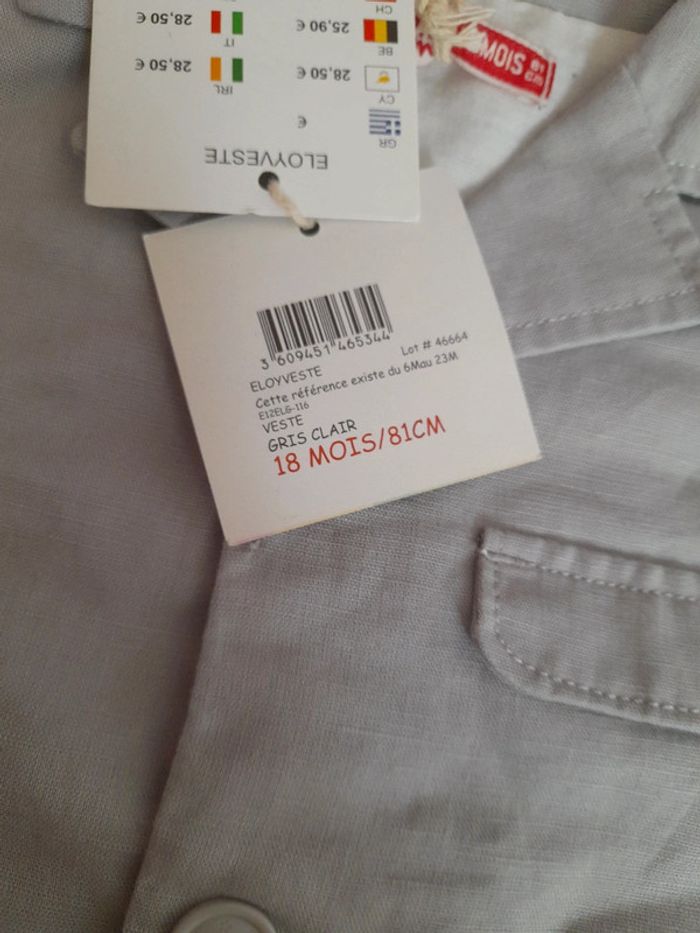 ELOYVESTE
GR €
CY 28,50 €
IRL 28,50 €
BE 25,90 €
IT 28,50 €
CH
MOIS
18
3 609451 465344
ELOYVESTE Lot # 46664
Cette référence existe du 6Mau 23M
E12ELG-116
VESTE
GRIS CLAIR
18 MOIS/81CM